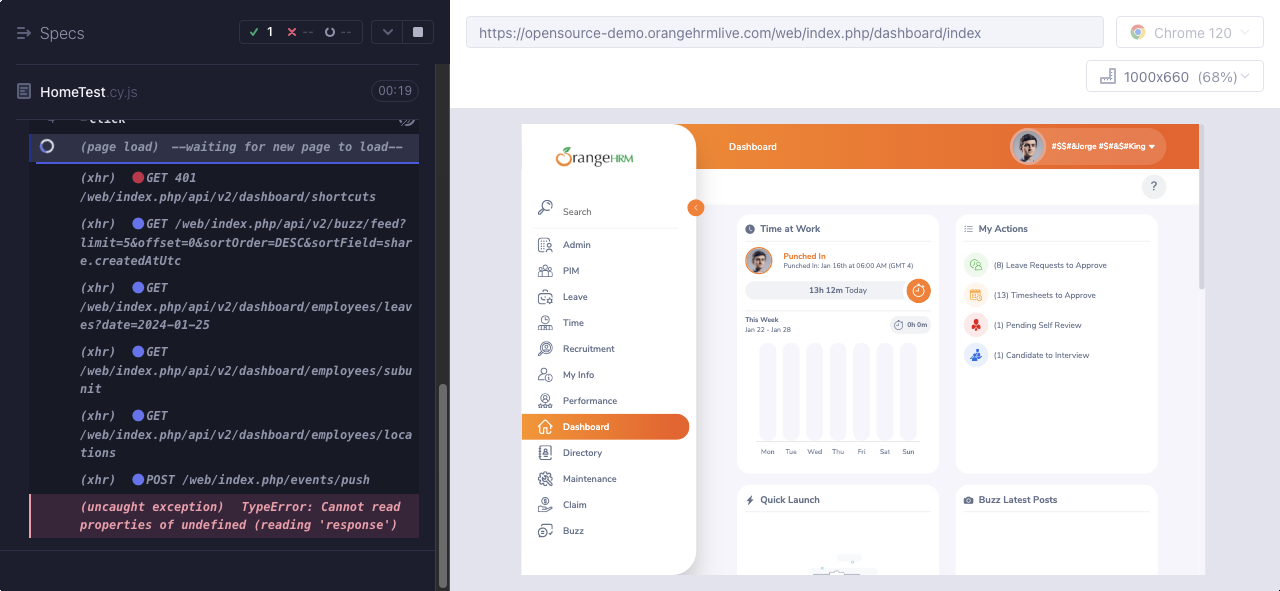 Specs
1 -- --
HomeTest.cy.js
00:19
4 -click
(page load) --waiting for new page to load--
(xhr) GET 401
/web/index.php/api/v2/dashboard/shortcuts
(xhr) GET /web/index.php/api/v2/buzz/feed?
limit=5&offset=0&sortOrder=DESC&sortField=shar
e.createdAtUtc
(xhr) GET
/web/index.php/api/v2/dashboard/employees/leav
es?date=2024-01-25
(xhr) GET
/web/index.php/api/v2/dashboard/employees/subu
nit
(xhr) GET
/web/index.php/api/v2/dashboard/employees/loca
tions
(xhr) POST /web/index.php/events/push
(uncaught exception) TypeError: Cannot read
properties of undefined (reading 'response')
https://opensource-demo.orangehrmlive.com/web/index.php/dashboard/index
Chrome 120
1000x660 (68%)
OrangeHRM
Search
Admin
PIM
Leave
Time
Recruitment
My Info
Performance
Dashboard
Directory
Maintenance
Claim
Buzz
Dashboard
#$$#&Jorge #$#&$#King
?
Time at Work
Punched In
Punched In: Jan 16th at 06:00 AM (GMT 4)
13h 12m Today
This Week
Jan 22 - Jan 28
0h 0m
Mon Tue Wed Thu Fri Sat Sun
My Actions
(8) Leave Requests to Approve
(13) Timesheets to Approve
(1) Pending Self Review
(1) Candidate to Interview
Quick Launch
Buzz Latest Posts